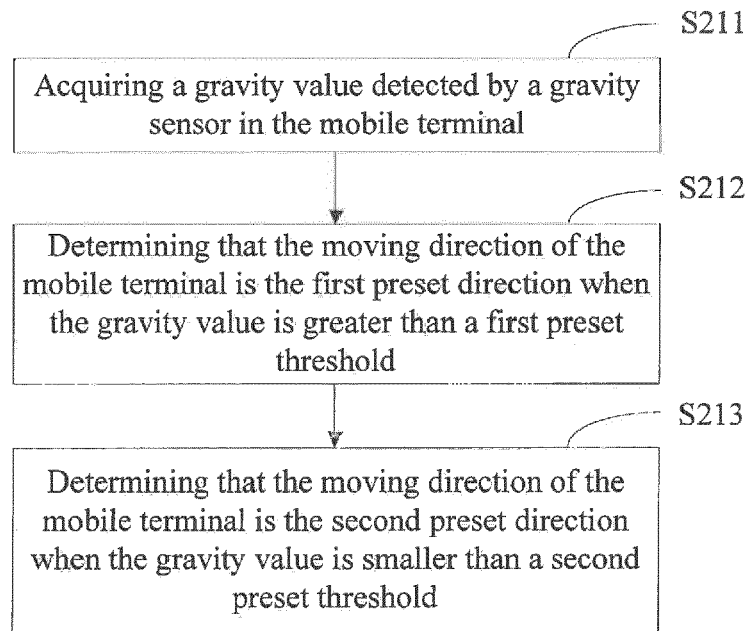 S211
Acquiring a gravity value detected by a gravity
sensor in the mobile terminal
S212
Determining that the moving direction of the
mobile terminal is the first preset direction when
the gravity value is greater than a first preset
threshold
S213
Determining that the moving direction of the
mobile terminal is the second preset direction
when the gravity value is smaller than a second
preset threshold